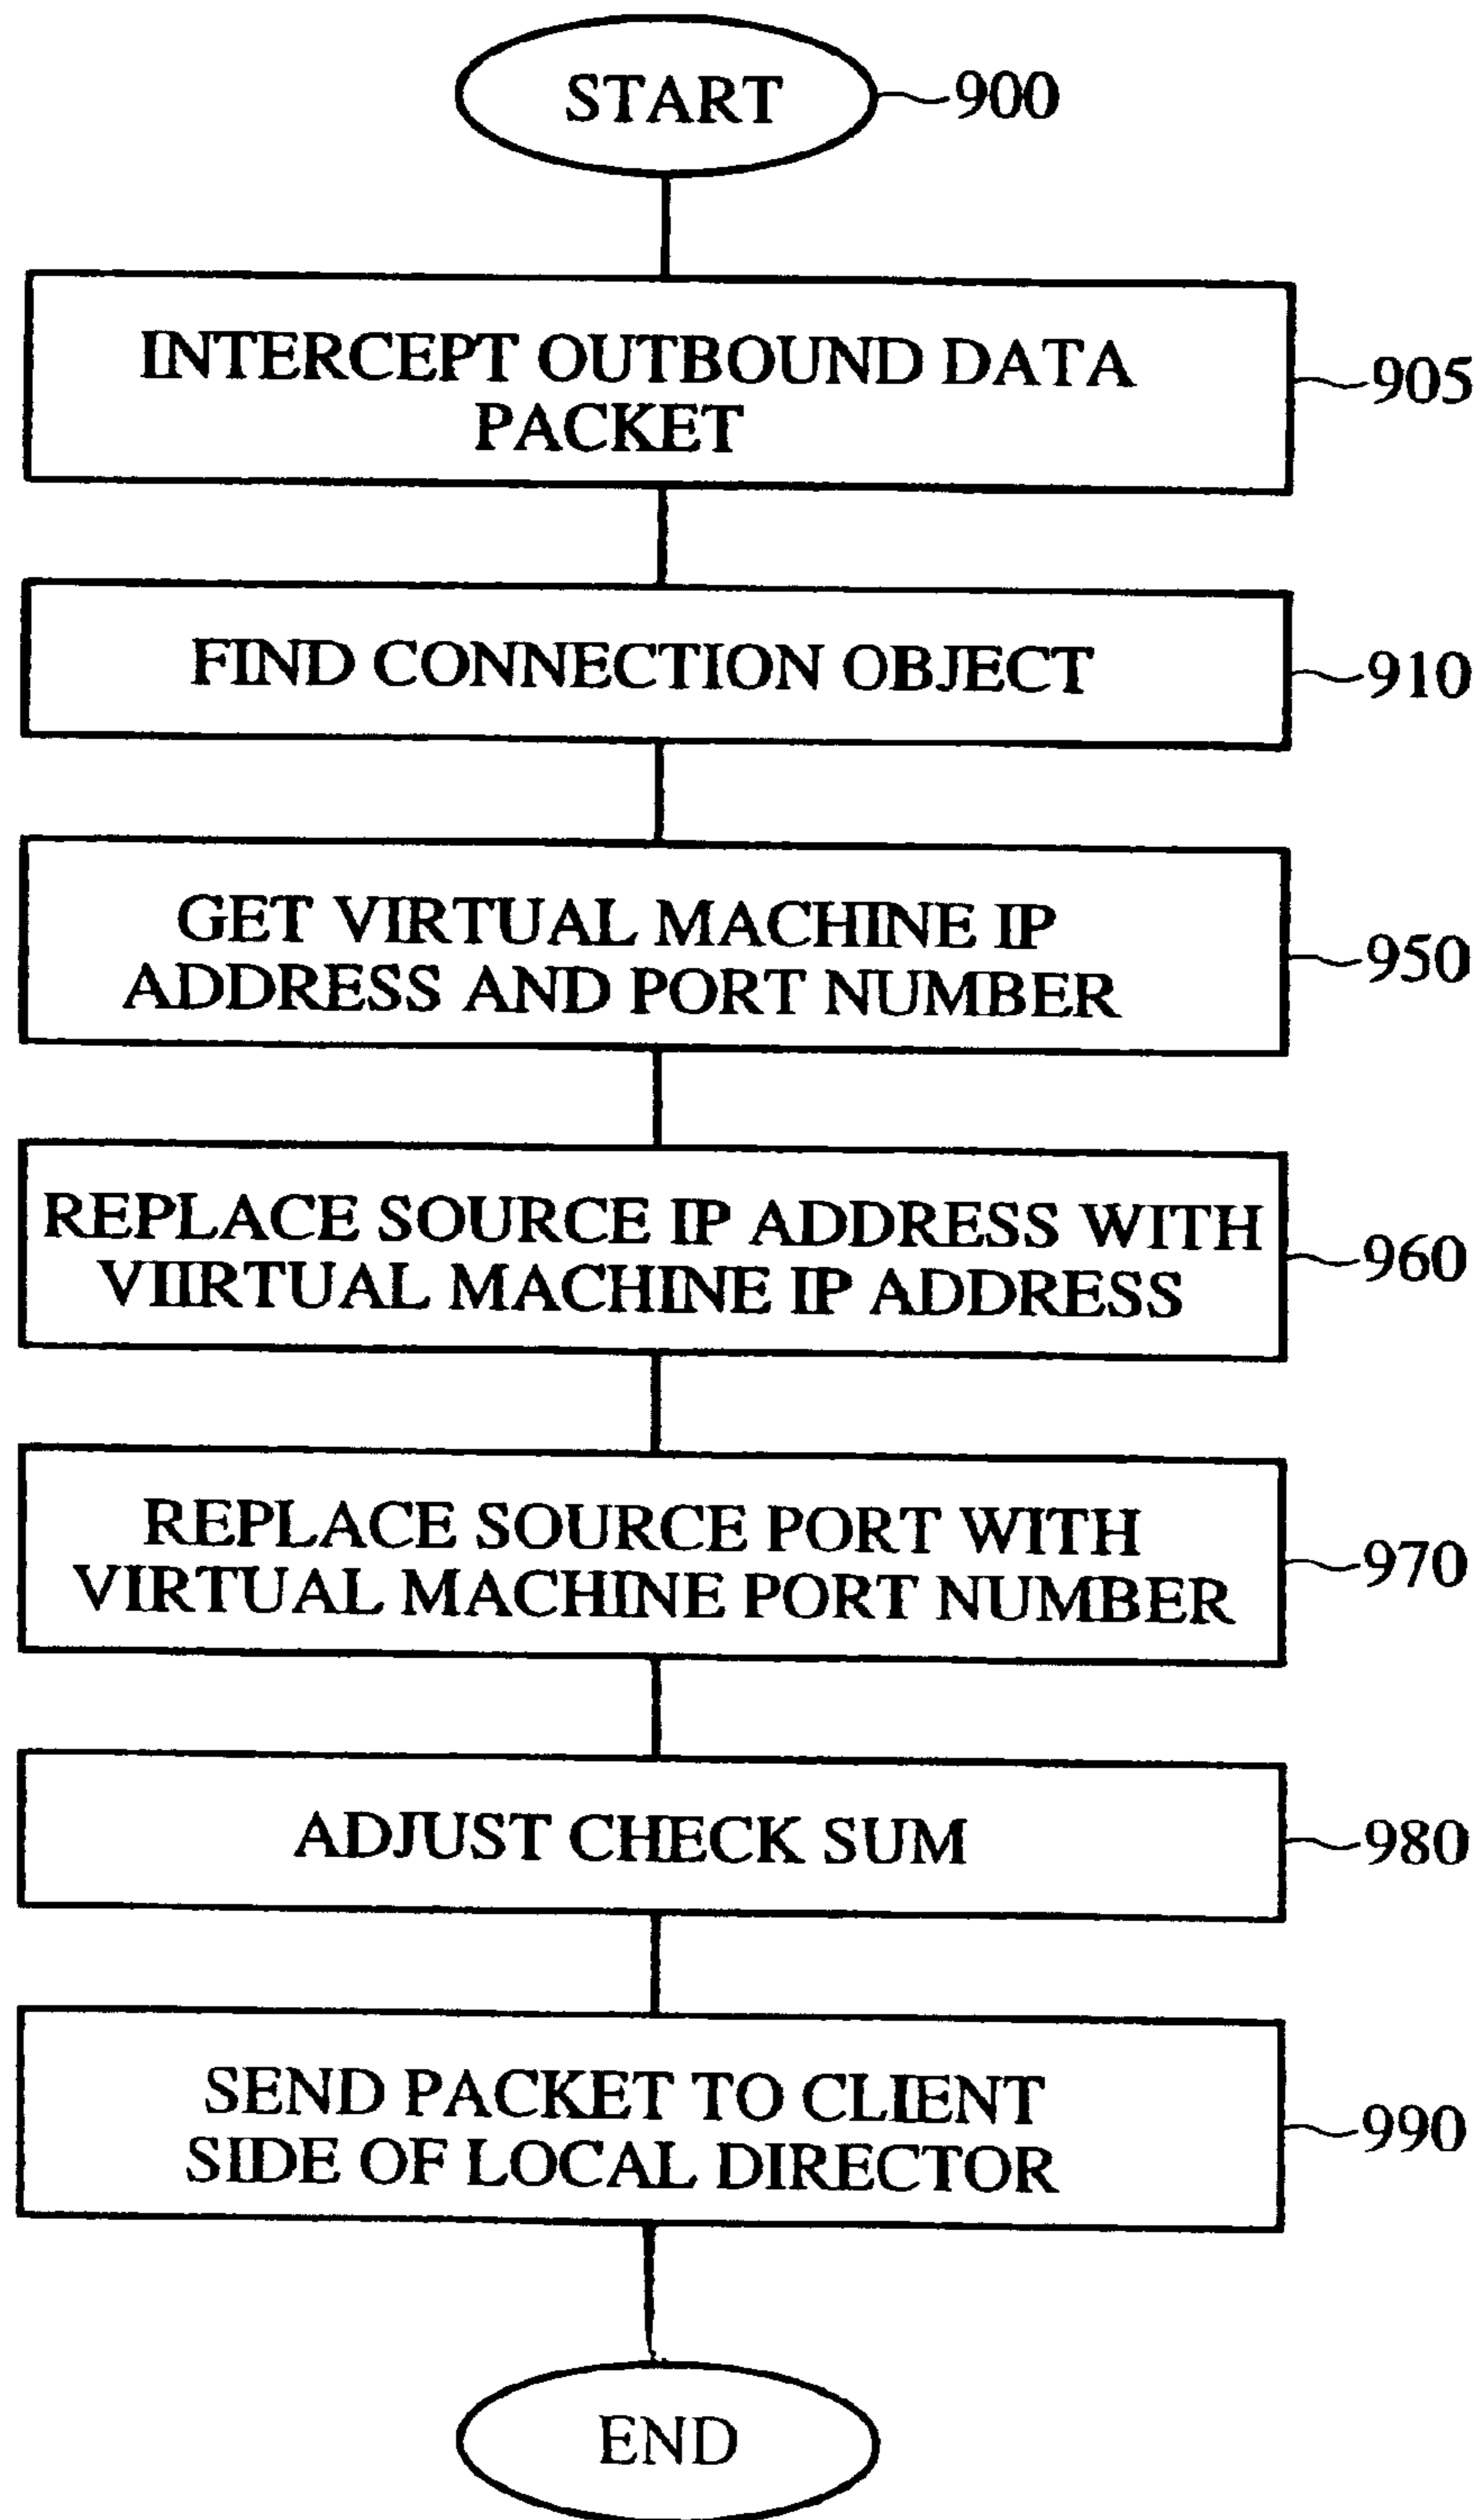 START 900
INTERCEPT OUTBOUND DATA
PACKET
905
FIND CONNECTION OBJECT 910
GET VIRTUAL MACHINE IP
ADDRESS AND PORT NUMBER
950
REPLACE SOURCE IP ADDRESS WITH
VIIRTUAL MACHINE IP ADDRESS
960
REPLACE SOURCE PORT WITH
VIRTUAL MACHINE PORT NUMBER
970
ADJUST CHECK SUM 980
SEND PACKET TO CLIENT
SIDE OF LOCAL DIRECTOR
990
END